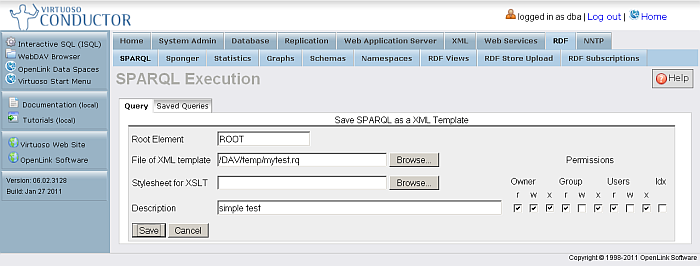 VIRTUOSO
CONDUCTOR
logged in as dba | Log out | Home
Interactive SQL (ISQL)
WebDAV Browser
OpenLink Data Spaces
Virtuoso Start Menu
Documentation (local)
Tutorials (local)
Virtuoso Web Site
OpenLink Software
Version: 06.02.3128
Build: Jan 27 2011
Home System Admin Database Replication Web Application Server XML Web Services RDF NNTP
SPARQL Sponger Statistics Graphs Schemas Namespaces RDF Views RDF Store Upload RDF Subscriptions
SPARQL Execution
Help
Query Saved Queries
Save SPARQL as a XML Template
Root Element ROOT
File of XML template /DAV/temp/mytest.rq Browse... Permissions
Stylesheet for XSLT Browse...
Owner Group Users Idx
r w x r w x r w x
Description simple test
Save Cancel
Copyright © 1998-2011 OpenLink Software